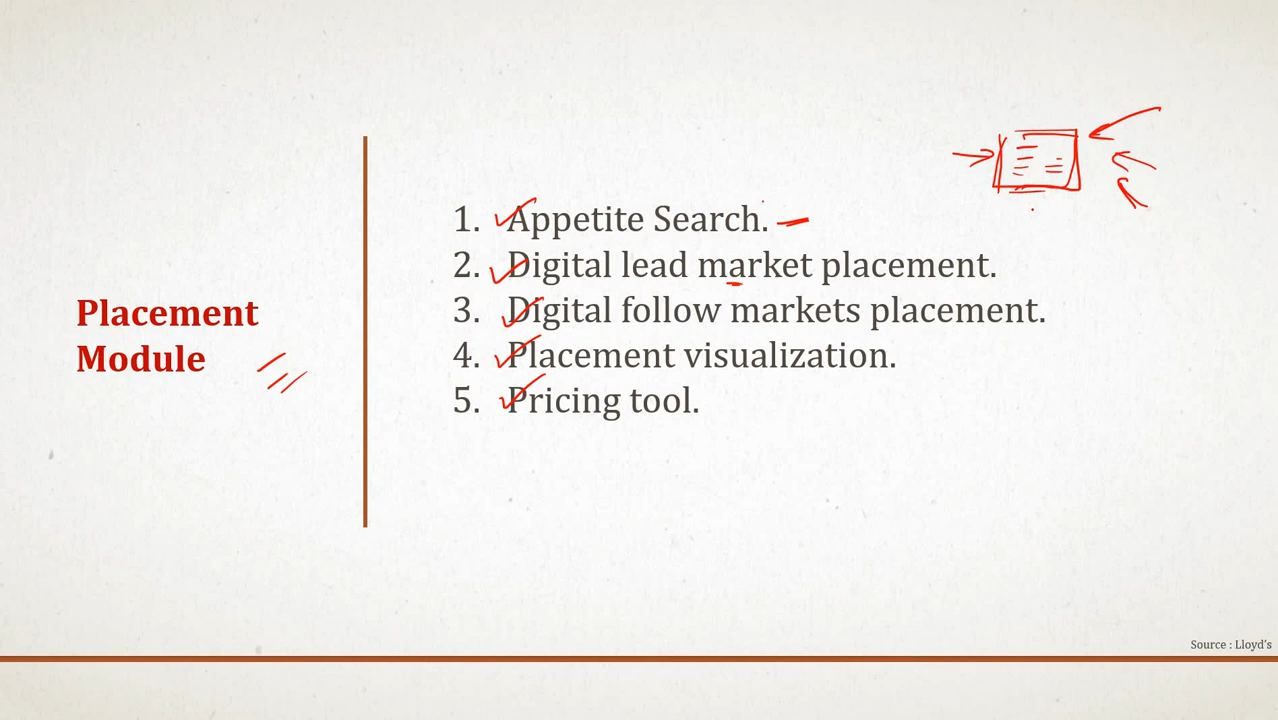 Placement
Module
1. Appetite Search.
2. Digital lead market placement.
3. Digital follow markets placement.
4. Placement visualization.
5. Pricing tool.
Source : Lloyd's